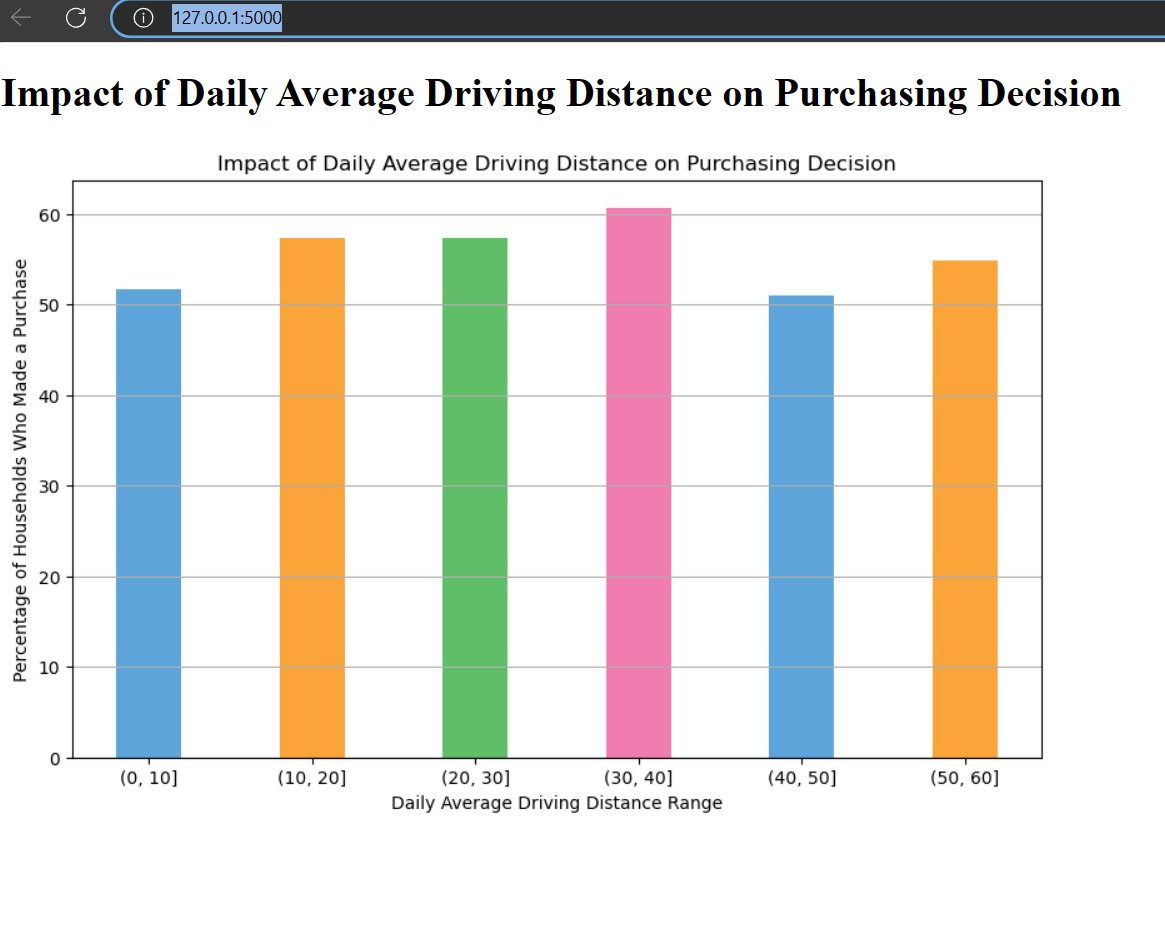 127.0.0.1:5000
Impact of Daily Average Driving Distance on Purchasing Decision
Impact of Daily Average Driving Distance on Purchasing Decision
Percentage of Households Who Made a Purchase
60
50
40
30
20
10
0
(0, 10] (10, 20] (20, 30] (30, 40] (40, 50] (50, 60]
Daily Average Driving Distance Range